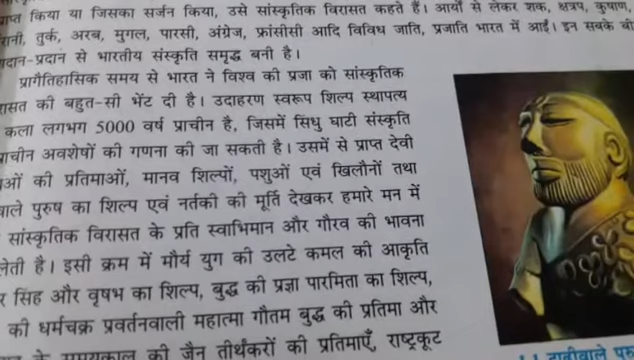 प्राप्त किया या जिसका सर्जन किया, उसे सांस्कृतिक विरासत कहते हैं। आर्यों से लेकर शक, क्षत्रप, कुषाण,
तुर्क, अरब, मुगल, पारसी, अंग्रेज, फ्रांसीसी आदि विविध जाति, प्रजाति भारत में आईं। इन सबके
दान-प्रदान से भारतीय संस्कृति समृद्ध बनी है।
प्रागैतिहासिक समय से भारत ने विश्व की प्रजा को सांस्कृतिक
रासत की बहुत-सी भेंट दी है। उदाहरण स्वरूप शिल्प स्थापत्य
कला लगभग 5000 वर्ष प्राचीन है, जिसमें सिंधु घाटी संस्कृति
प्राचीन अवशेषों की गणना की जा सकती है। उसमें से प्राप्त देवी
ओं की प्रतिमाओं, मानव शिल्पों, पशुओं एवं खिलौनों तथा
वाले पुरुष का शिल्प एवं नर्तकी की मूर्ति देखकर हमारे मन में
सांस्कृतिक विरासत के प्रति स्वाभिमान और गौरव की भावना
लेती है। इसी क्रम में मौर्य युग की उलटे कमल की आकृति
सिंह और वृषभ का शिल्प, बुद्ध की प्रज्ञा पारमिता का शिल्प,
की धर्मचक्र प्रवर्तनवाली महात्मा गौतम बुद्ध की प्रतिमा और
के समयकाल की जैन तीर्थंकरों की प्रतिमाएँ, राष्ट्रकूट
1.1 दाढीवाले